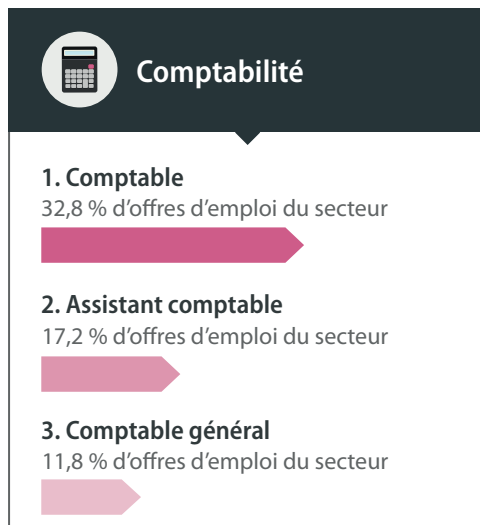 Comptabilité
1. Comptable
32,8 % d’offres d’emploi du secteur
2. Assistant comptable
17,2 % d’offres d’emploi du secteur
3. Comptable général
11,8 % d’offres d’emploi du secteur